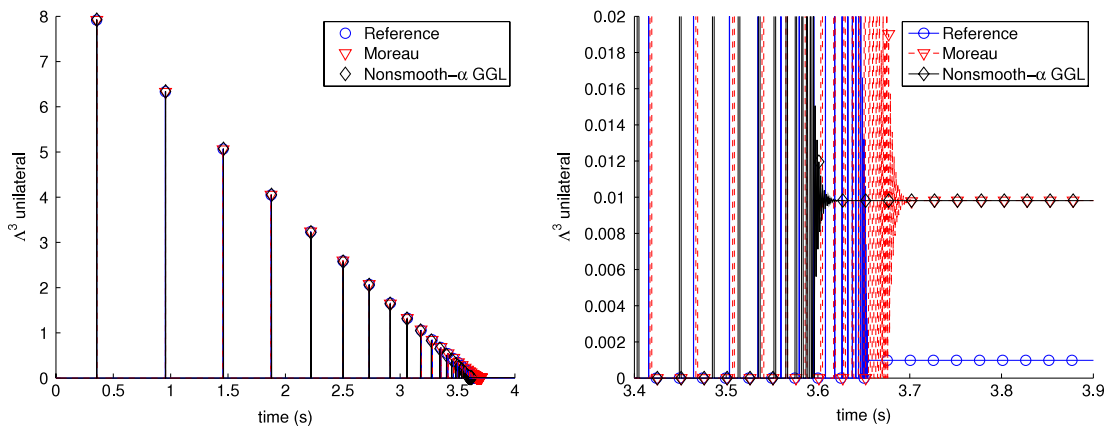 8
7
6
5
4
3
2
1
0
Λ³ unilateral
0 0.5 1 1.5 2 2.5 3 3.5 4
time (s)
Reference
Moreau
Nonsmooth-α GGL
0.02
0.018
0.016
0.014
0.012
0.01
0.008
0.006
0.004
0.002
0
Λ³ unilateral
3.4 3.5 3.6 3.7 3.8 3.9
time (s)
Reference
Moreau
Nonsmooth-α GGL